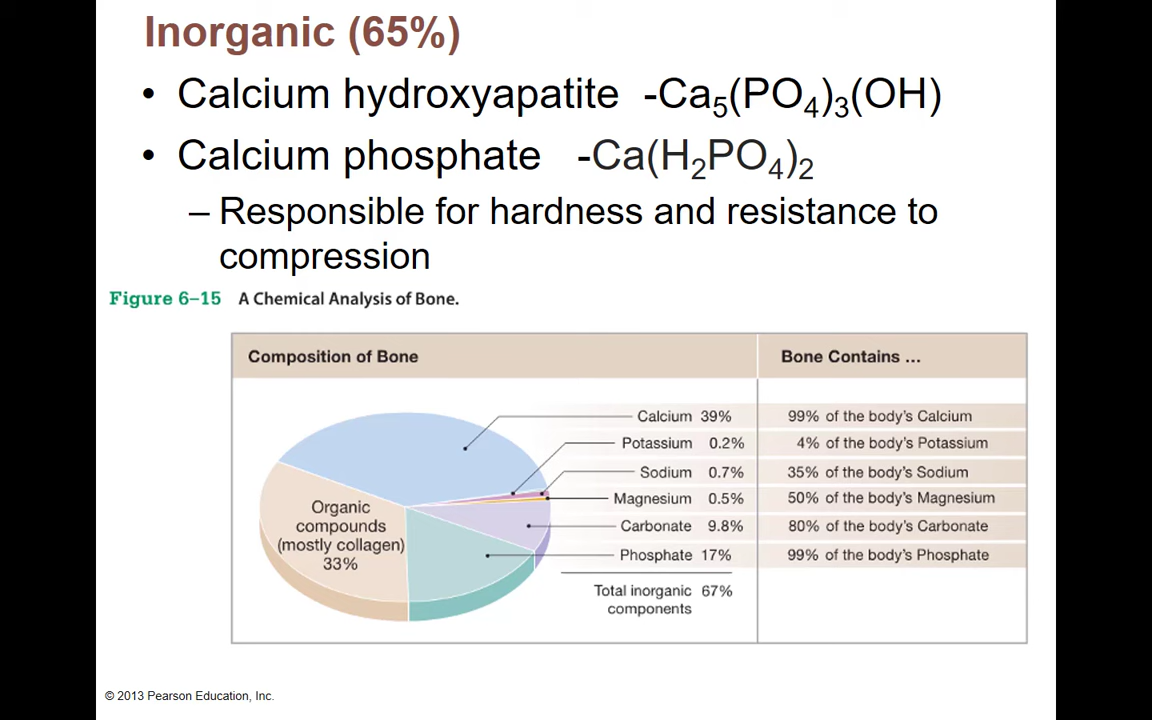 Inorganic (65%)
• Calcium hydroxyapatite -Ca₅(PO₄)₃(OH)
• Calcium phosphate -Ca(H₂PO₄)₂
– Responsible for hardness and resistance to
compression
Figure 6–15 A Chemical Analysis of Bone.
Composition of Bone
Bone Contains ...
Calcium 39% 99% of the body's Calcium
Potassium 0.2% 4% of the body's Potassium
Sodium 0.7% 35% of the body's Sodium
Magnesium 0.5% 50% of the body's Magnesium
Carbonate 9.8% 80% of the body's Carbonate
Phosphate 17% 99% of the body's Phosphate
Organic
compounds
(mostly collagen)
33%
Total inorganic 67%
components
© 2013 Pearson Education, Inc.